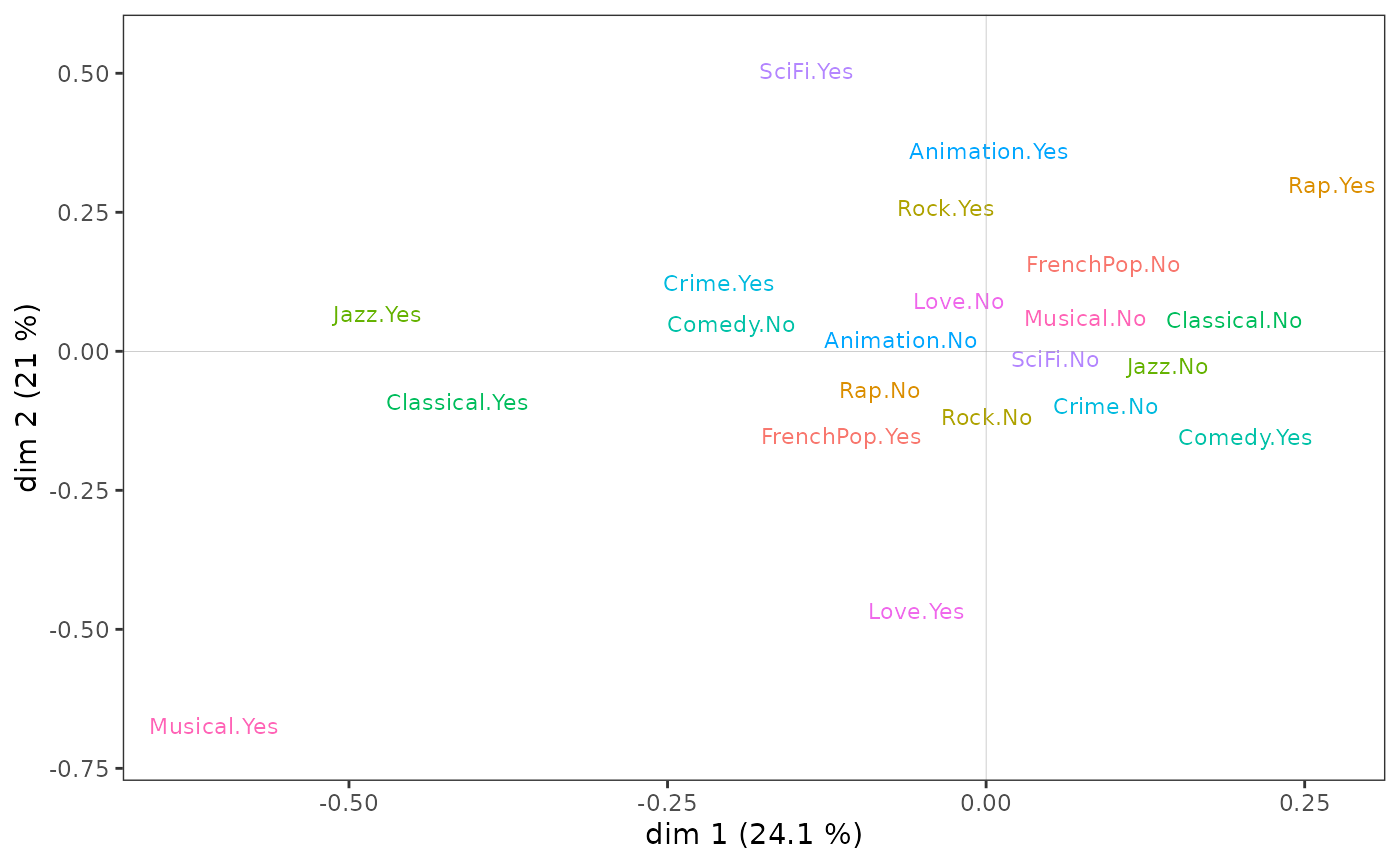 0.50
0.25
0.00
-0.25
-0.50
-0.75
dim 2 (21 %)
SciFi.Yes
Animation.Yes
Rap.Yes
Rock.Yes
FrenchPop.No
Crime.Yes
Love.No
Jazz.Yes
Musical.No
Classical.No
Comedy.No
Animation.No
SciFi.No
Jazz.No
Rap.No
Classical.Yes
Crime.No
Rock.No
FrenchPop.Yes
Comedy.Yes
Love.Yes
Musical.Yes
-0.50
-0.25
0.00
0.25
dim 1 (24.1 %)